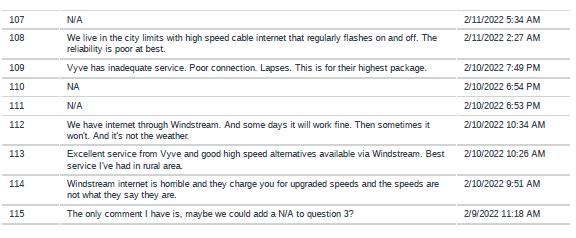 107 N/A 2/11/2022 5:34 AM
108 We live in the city limits with high speed cable internet that regularly flashes on and off. The 2/11/2022 2:27 AM
reliability is poor at best.
109 Vyve has inadequate service. Poor connection. Lapses. This is for their highest package. 2/10/2022 7:49 PM
110 NA 2/10/2022 6:54 PM
111 N/A 2/10/2022 6:53 PM
112 We have internet through Windstream. And some days it will work fine. Then sometimes it 2/10/2022 10:34 AM
won't. And it's not the weather.
113 Excellent service from Vyve and good high speed alternatives available via Windstream. Best 2/10/2022 10:26 AM
service I've had in rural area.
114 Windstream internet is horrible and they charge you for upgraded speeds and the speeds are 2/10/2022 9:51 AM
not what they say they are.
115 The only comment I have is, maybe we could add a N/A to question 3? 2/9/2022 11:18 AM